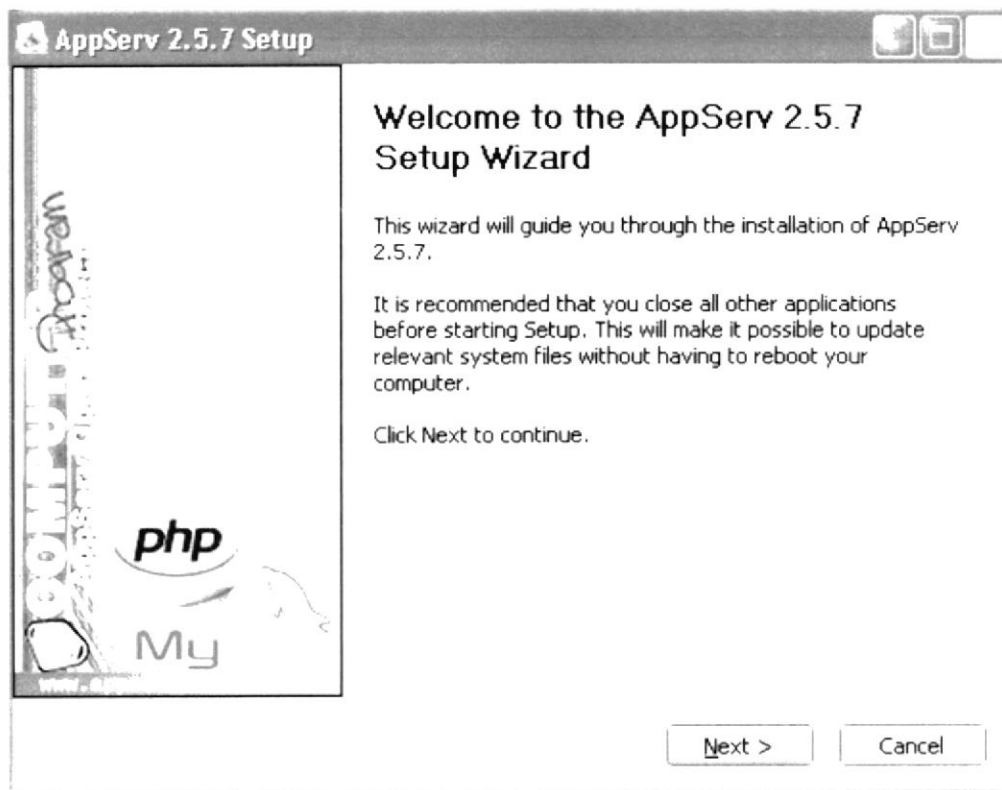 AppServ 2.5.7 Setup
Welcome to the AppServ 2.5.7
Setup Wizard
This wizard will guide you through the installation of AppServ
2.5.7.
It is recommended that you close all other applications
before starting Setup. This will make it possible to update
relevant system files without having to reboot your
computer.
Click Next to continue.
php
My
Next >
Cancel